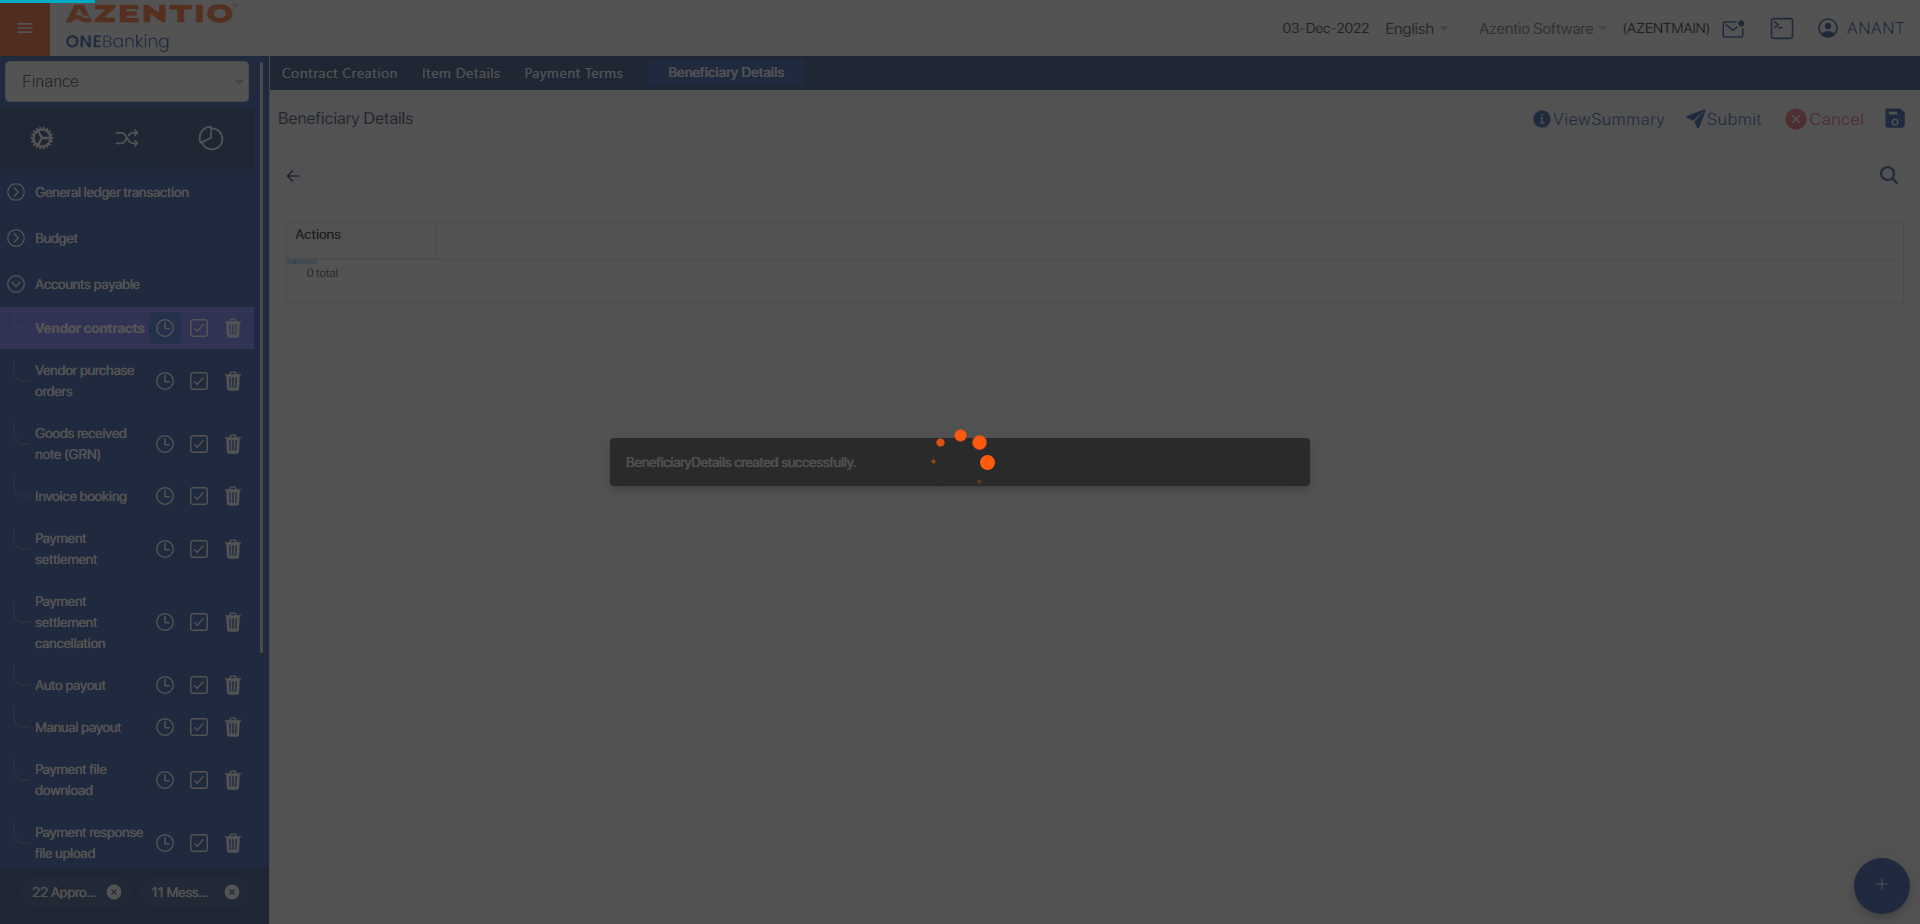 AZENTIO
ONEBanking
03-Dec-2022
English
Azentio Software
(AZENTMAIN)
ANANT
Finance
Contract Creation
Item Details
Payment Terms
Beneficiary Details
Beneficiary Details
ViewSummary
Submit
Cancel
General ledger transaction
Budget
Accounts payable
Vendor contracts
Vendor purchase
orders
Goods received
note (GRN)
Invoice booking
Payment
settlement
Payment
settlement
cancellation
Auto payout
Manual payout
Payment file
download
Payment response
file upload
22 Appro...
11 Mess...
Actions
0 total
BeneficiaryDetails created successfully.